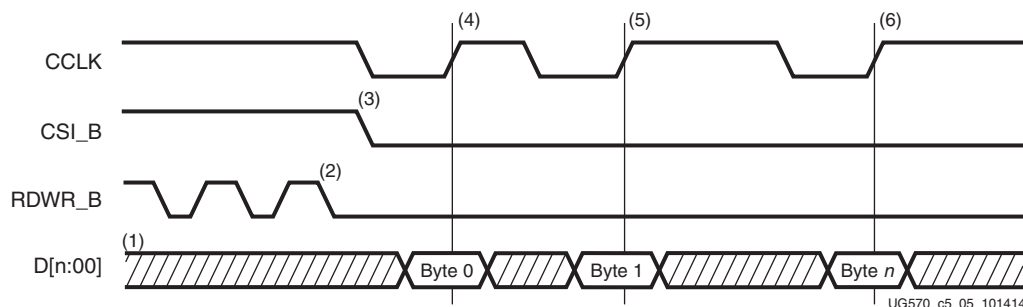 (4) (5) (6)
CCLK
(3)
CSI_B
(2)
RDWR_B
(1)
D[n:00] Byte 0 Byte 1 Byte n
UG570_c5_05_101414